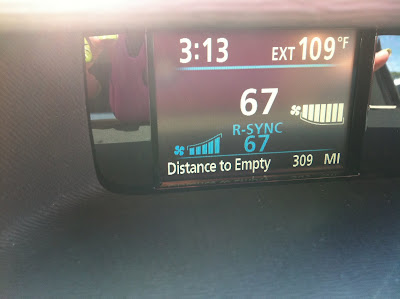 3:13 EXT 109°F
67
R-SYNC
67
Distance to Empty 309 MI